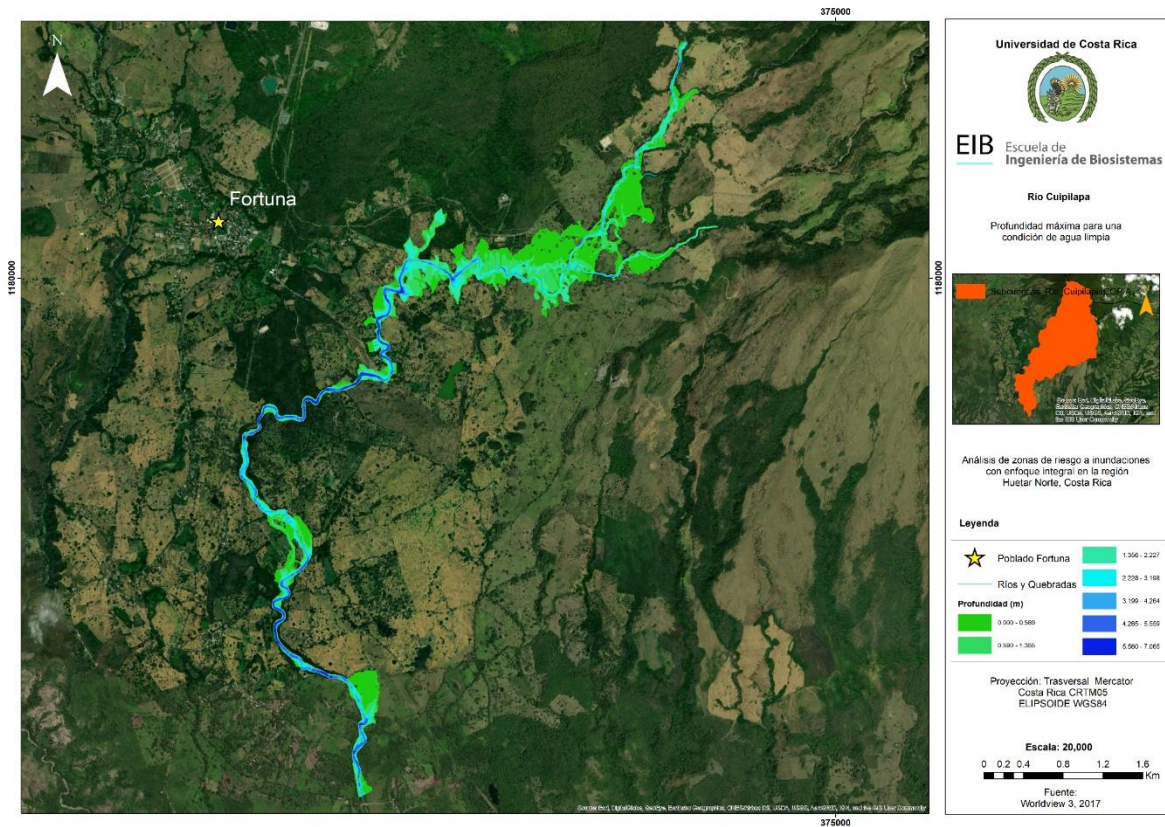 375000
N
Fortuna
1180000
1180000
375000
Universidad de Costa Rica
EIB Escuela de
Ingeniería de Biosistemas
Río Cuipilapa
Profundidad máxima para una
condición de agua limpia
Subcuenca Río Cuipilapa
Análisis de zonas de riesgo a inundaciones
con enfoque integral en la región
Huetar Norte, Costa Rica
Leyenda
Poblado Fortuna
Ríos y Quebradas
Profundidad (m)
0.000 - 0.589
0.590 - 1.355
1.356 - 2.227
2.228 - 3.198
3.199 - 4.264
4.265 - 5.559
5.560 - 7.065
Proyección: Trasversal Mercator
Costa Rica CRTM05
ELIPSOIDE WGS84
Escala: 20,000
0 0.2 0.4 0.8 1.2 1.6
Km
Fuente:
Worldview 3, 2017